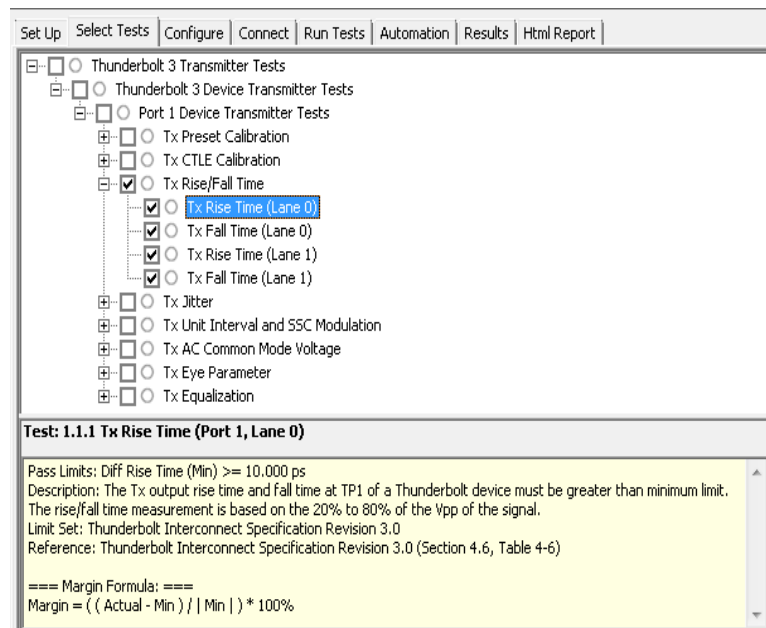 Set Up Select Tests Configure Connect Run Tests Automation Results Html Report
Thunderbolt 3 Transmitter Tests
Thunderbolt 3 Device Transmitter Tests
Port 1 Device Transmitter Tests
Tx Preset Calibration
Tx CTLE Calibration
Tx Rise/Fall Time
Tx Rise Time (Lane 0)
Tx Fall Time (Lane 0)
Tx Rise Time (Lane 1)
Tx Fall Time (Lane 1)
Tx Jitter
Tx Unit Interval and SSC Modulation
Tx AC Common Mode Voltage
Tx Eye Parameter
Tx Equalization
Test: 1.1.1 Tx Rise Time (Port 1, Lane 0)
Pass Limits: Diff Rise Time (Min) >= 10.000 ps
Description: The Tx output rise time and fall time at TP1 of a Thunderbolt device must be greater than minimum limit.
The rise/fall time measurement is based on the 20% to 80% of the Vpp of the signal.
Limit Set: Thunderbolt Interconnect Specification Revision 3.0
Reference: Thunderbolt Interconnect Specification Revision 3.0 (Section 4.6, Table 4-6)
=== Margin Formula: ===
Margin = ( ( Actual - Min ) / | Min | ) * 100%